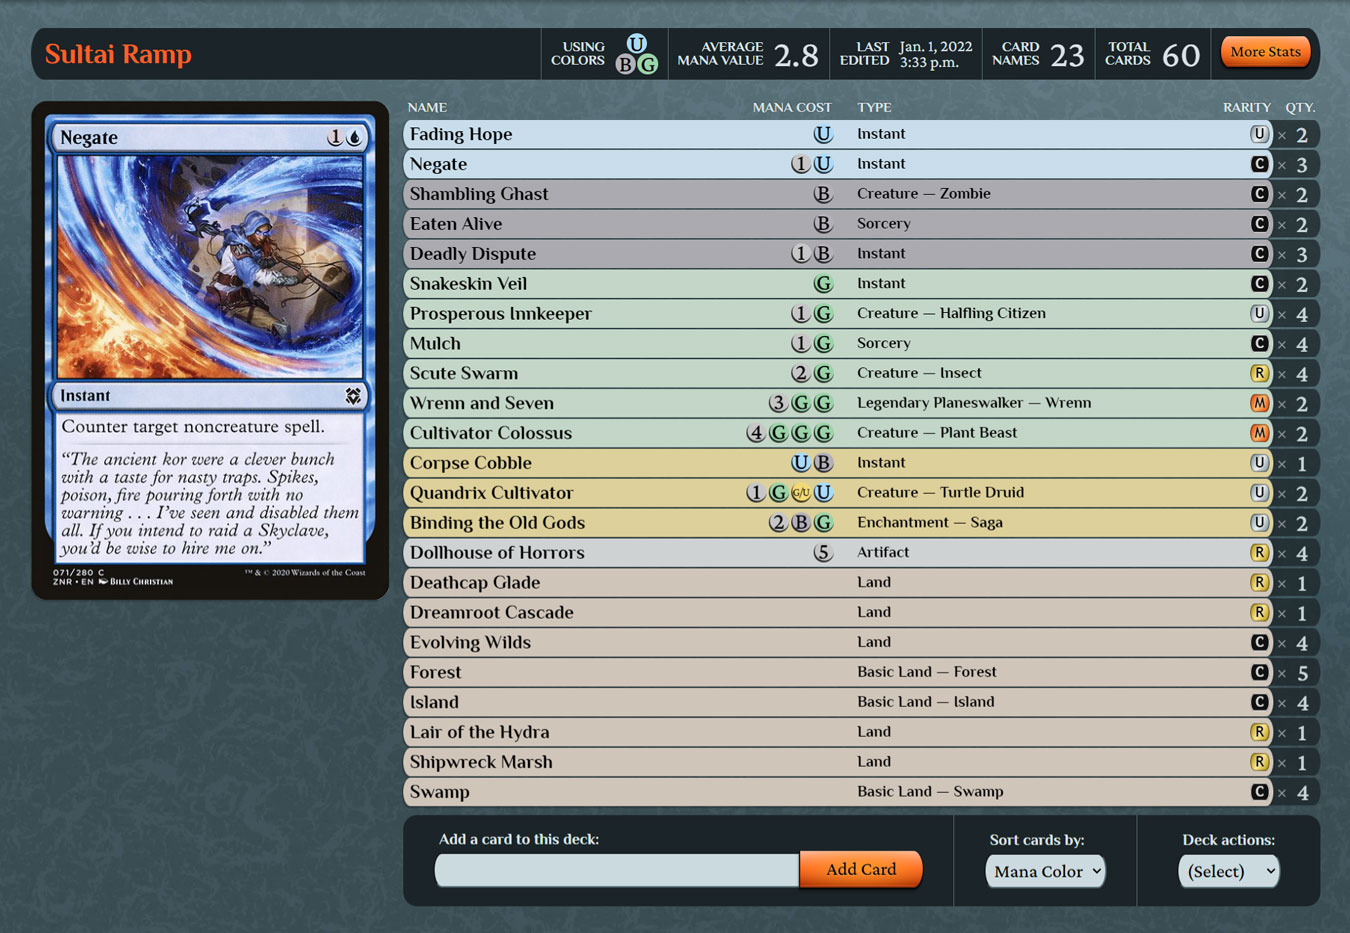 Sultai Ramp
USING COLORS U B G
AVERAGE MANA VALUE 2.8
LAST EDITED Jan. 1, 2022 3:33 p.m.
CARD NAMES 23
TOTAL CARDS 60
More Stats
Negate 1
Instant
Counter target noncreature spell.
“The ancient kor were a clever bunch
with a taste for nasty traps. Spikes,
poison, fire pouring forth with no
warning . . . I’ve seen and disabled them
all. If you intend to raid a Skyclave,
you’d be wise to hire me on.”
071/280 C
ZNR • EN Billy Christian
™ & © 2020 Wizards of the Coast
NAME MANA COST TYPE RARITY QTY.
Fading Hope U Instant U × 2
Negate 1 U Instant C × 3
Shambling Ghast B Creature — Zombie C × 2
Eaten Alive B Sorcery C × 2
Deadly Dispute 1 B Instant C × 3
Snakeskin Veil G Instant C × 2
Prosperous Innkeeper 1 G Creature — Halfling Citizen U × 4
Mulch 1 G Sorcery C × 4
Scute Swarm 2 G Creature — Insect R × 4
Wrenn and Seven 3 G G Legendary Planeswalker — Wrenn M × 2
Cultivator Colossus 4 G G G Creature — Plant Beast M × 2
Corpse Cobble U B Instant U × 1
Quandrix Cultivator 1 G G/U U Creature — Turtle Druid U × 2
Binding the Old Gods 2 B G Enchantment — Saga U × 2
Dollhouse of Horrors 5 Artifact R × 4
Deathcap Glade Land R × 1
Dreamroot Cascade Land R × 1
Evolving Wilds Land C × 4
Forest Basic Land — Forest C × 5
Island Basic Land — Island C × 4
Lair of the Hydra Land R × 1
Shipwreck Marsh Land R × 1
Swamp Basic Land — Swamp C × 4
Add a card to this deck:
Add Card
Sort cards by:
Mana Color
Deck actions:
(Select)